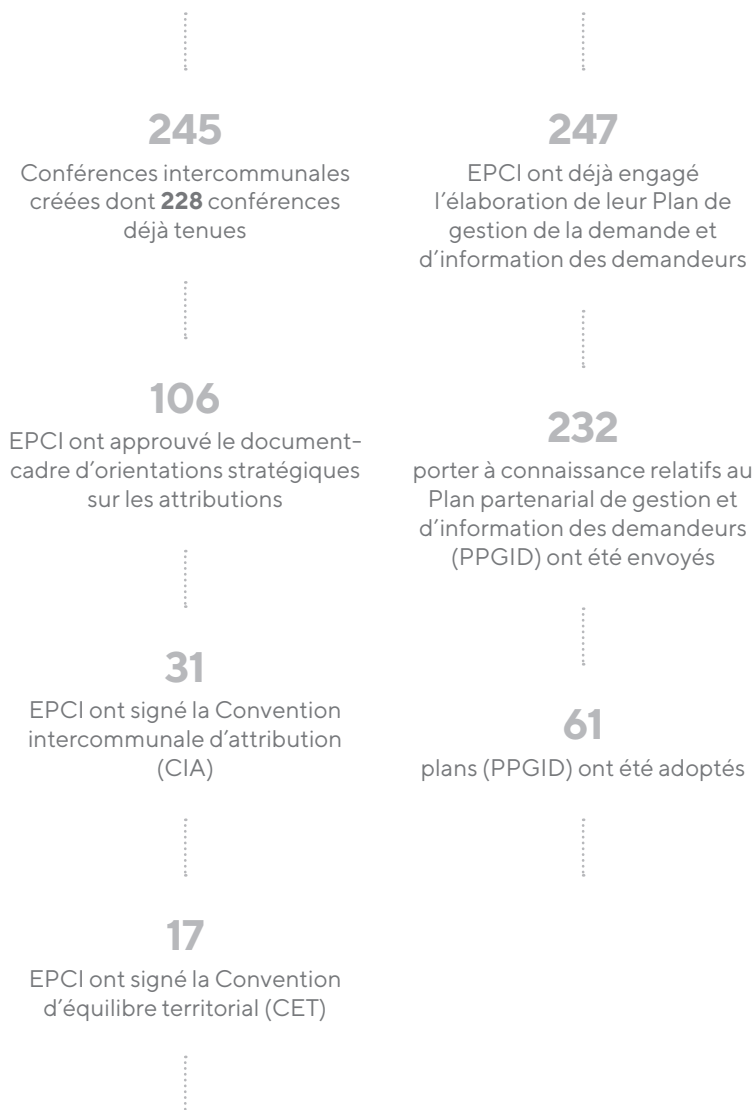 245
Conférences intercommunales
créées dont 228 conférences
déjà tenues
106
EPCI ont approuvé le document-
cadre d'orientations stratégiques
sur les attributions
31
EPCI ont signé la Convention
intercommunale d'attribution
(CIA)
17
EPCI ont signé la Convention
d'équilibre territorial (CET)
247
EPCI ont déjà engagé
l'élaboration de leur Plan de
gestion de la demande et
d'information des demandeurs
232
porter à connaissance relatifs au
Plan partenarial de gestion et
d'information des demandeurs
(PPGID) ont été envoyés
61
plans (PPGID) ont été adoptés